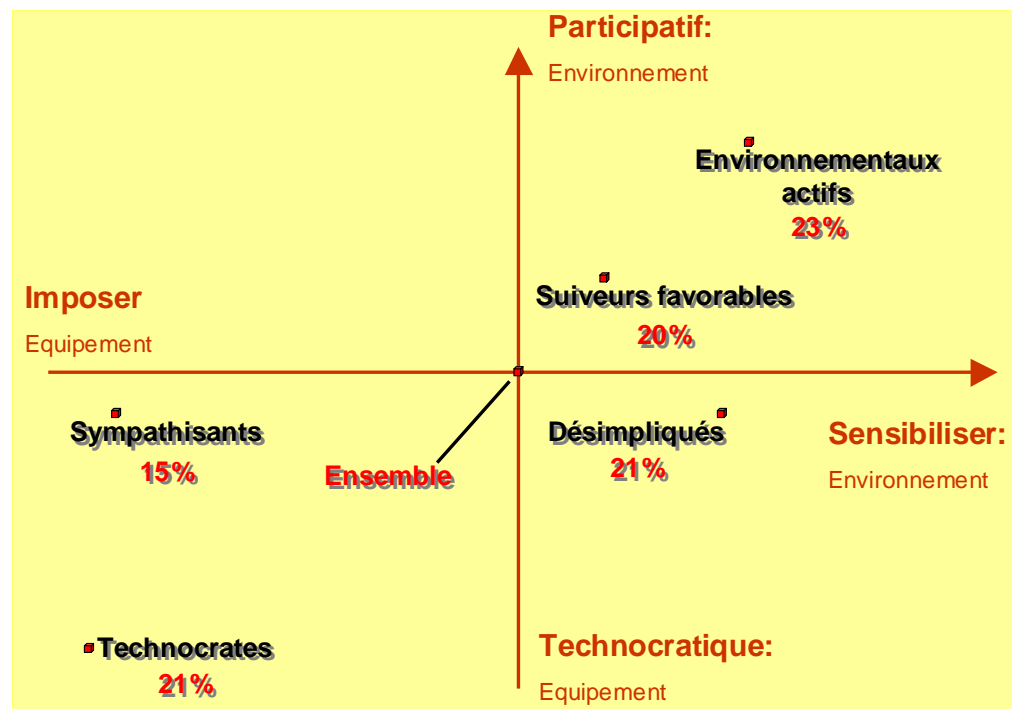 Participatif:
Environnement
Environnementaux
actifs
23%
Imposer
Equipement
Suiveurs favorables
20%
Sympathisants
15%
Ensemble
Désimpliqués
21%
Sensibiliser:
Environnement
Technocrates
21%
Technocratique:
Equipement